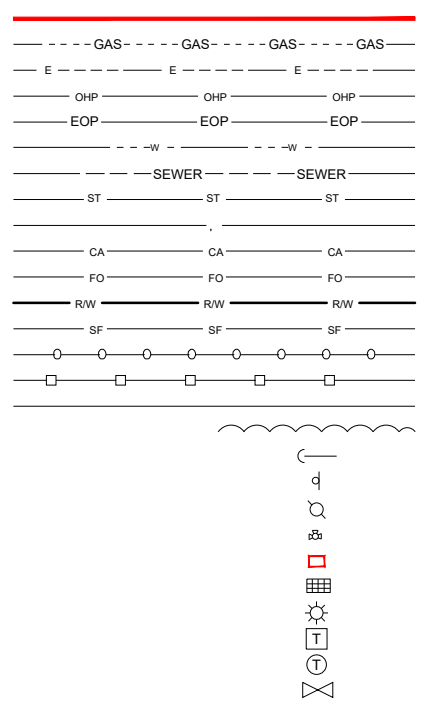 GAS GAS GAS GAS
E E E
OHP OHP OHP
EOP EOP EOP
W W
SEWER SEWER
ST ST ST
CA CA CA
FO FO FO
R/W R/W R/W
SF SF SF
T
T